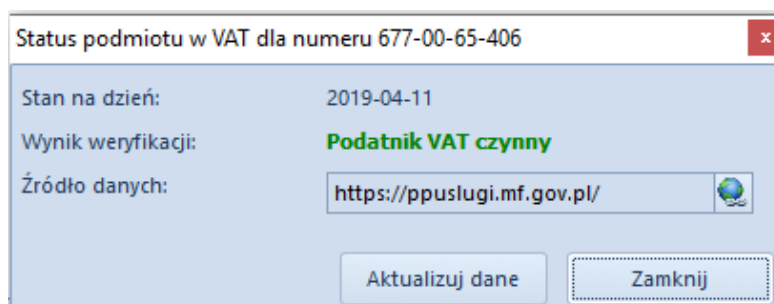 Status podmiotu w VAT dla numeru 677-00-65-406
x
Stan na dzień: 2019-04-11
Wynik weryfikacji: Podatnik VAT czynny
Źródło danych: https://ppuslugi.mf.gov.pl/
Aktualizuj dane Zamknij